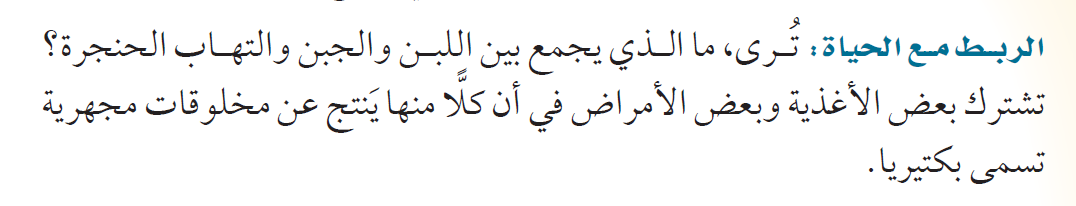 الربط مع الحياة: تُرى، ما الذي يجمع بين اللبن والجبن والتهاب الحنجرة؟
تشترك بعض الأغذية وبعض الأمراض في أن كلًّا منها يَنتج عن مخلوقات مجهرية
تسمى بكتيريا.